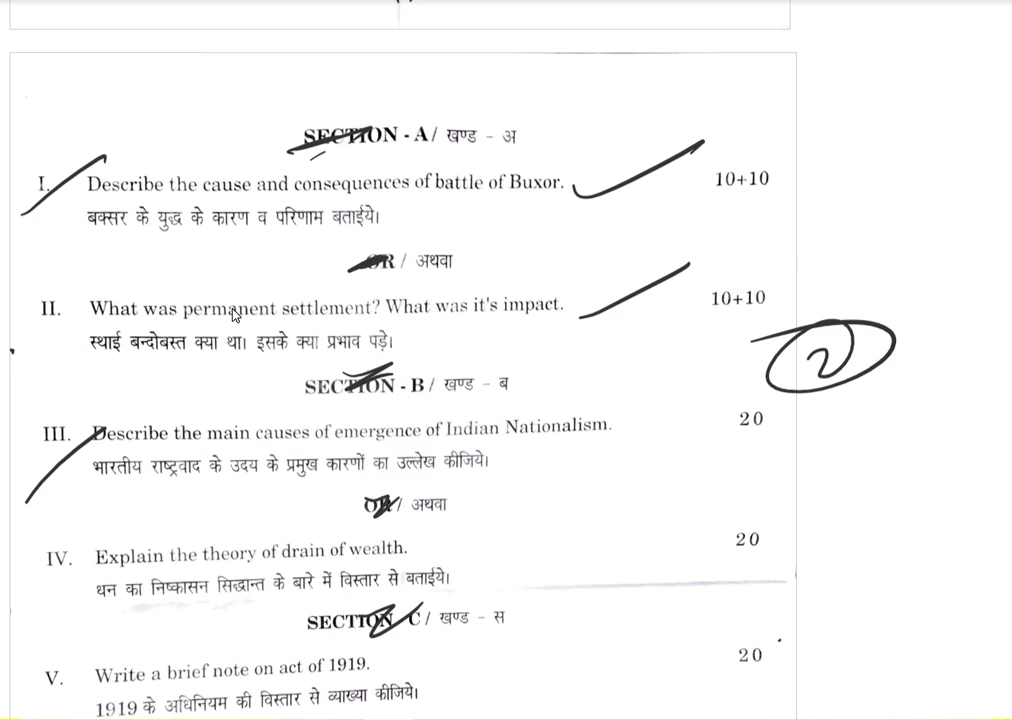 SECTION - A / खण्ड - अ
I. Describe the cause and consequences of battle of Buxor. 10+10
बक्सर के युद्ध के कारण व परिणाम बताईये।
OR / अथवा
II. What was permanent settlement? What was it's impact. 10+10
स्थाई बन्दोबस्त क्या था। इसके क्या प्रभाव पड़े।
2
SECTION - B / खण्ड - ब
III. Describe the main causes of emergence of Indian Nationalism. 20
भारतीय राष्ट्रवाद के उदय के प्रमुख कारणों का उल्लेख कीजिये।
OR / अथवा
IV. Explain the theory of drain of wealth. 20
धन का निष्कासन सिद्धान्त के बारे में विस्तार से बताईये।
SECTION C / खण्ड - स
V. Write a brief note on act of 1919. 20
1919 के अधिनियम की विस्तार से व्याख्या कीजिये।